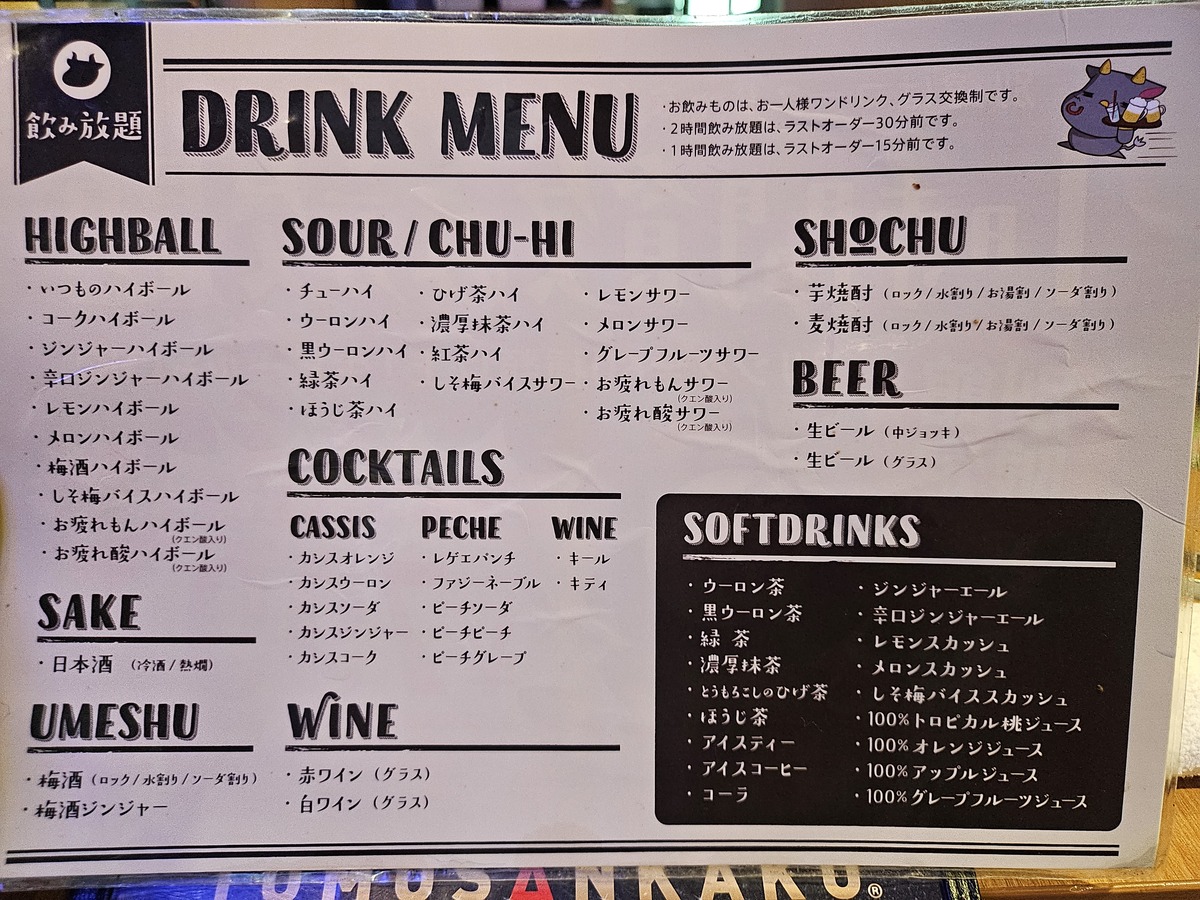 飲み放題
DRINK MENU
・お飲みものは、お一人様ワンドリンク、グラス交換制です。
・2時間飲み放題は、ラストオーダー30分前です。
・1時間飲み放題は、ラストオーダー15分前です。
HIGHBALL
・いつものハイボール
・コークハイボール
・ジンジャーハイボール
・辛口ジンジャーハイボール
・レモンハイボール
・メロンハイボール
・梅酒ハイボール
・しそ梅バイスハイボール
・お疲れもんハイボール
(クエン酸入り)
・お疲れ酸ハイボール
(クエン酸入り)
SAKE
・日本酒 (冷酒/熱燗)
UMESHU
・梅酒 (ロック/水割り/ソーダ割り)
・梅酒ジンジャー
SOUR / CHU-HI
・チューハイ
・ウーロンハイ
・黒ウーロンハイ
・緑茶ハイ
・ほうじ茶ハイ
・ひげ茶ハイ
・濃厚抹茶ハイ
・紅茶ハイ
・しそ梅バイスサワー
・レモンサワー
・メロンサワー
・グレープフルーツサワー
・お疲れもんサワー
(クエン酸入り)
・お疲れ酸サワー
(クエン酸入り)
COCKTAILS
CASSIS
・カシスオレンジ
・カシスウーロン
・カシスソーダ
・カシスジンジャー
・カシスコーク
PECHE
・レゲエパンチ
・ファジーネーブル
・ピーチソーダ
・ピーチピーチ
・ピーチグレープ
WINE
・キール
・キティ
WINE
・赤ワイン (グラス)
・白ワイン (グラス)
SHOCHU
・芋焼酎 (ロック/水割り/お湯割/ソーダ割り)
・麦焼酎 (ロック/水割り/お湯割/ソーダ割り)
BEER
・生ビール (中ジョッキ)
・生ビール (グラス)
SOFTDRINKS
・ウーロン茶
・黒ウーロン茶
・緑 茶
・濃厚抹茶
・とうもろこしのひげ茶
・ほうじ茶
・アイスティー
・アイスコーヒー
・コーラ
・ジンジャーエール
・辛口ジンジャーエール
・レモンスカッシュ
・メロンスカッシュ
・しそ梅バイススカッシュ
・100%トロピカル桃ジュース
・100%オレンジジュース
・100%アップルジュース
・100%グレープフルーツジュース
TOMOSANKAKU®